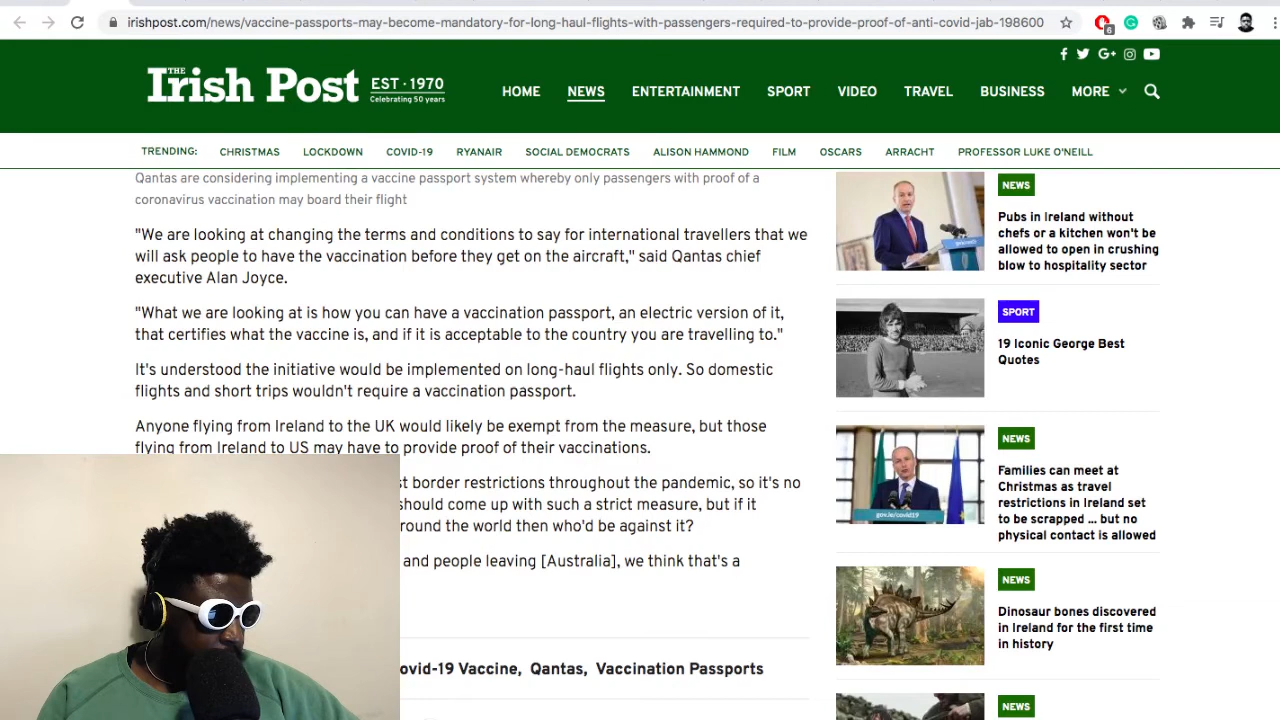 irishpost.com/news/vaccine-passports-may-become-mandatory-for-long-haul-flights-with-passengers-required-to-provide-proof-of-anti-covid-jab-198600
6
THE
Irish Post
EST · 1970
Celebrating 50 years
HOME NEWS ENTERTAINMENT SPORT VIDEO TRAVEL BUSINESS MORE
TRENDING: CHRISTMAS LOCKDOWN COVID-19 RYANAIR SOCIAL DEMOCRATS ALISON HAMMOND FILM OSCARS ARRACHT PROFESSOR LUKE O'NEILL
Qantas are considering implementing a vaccine passport system whereby only passengers with proof of a
coronavirus vaccination may board their flight
"We are looking at changing the terms and conditions to say for international travellers that we
will ask people to have the vaccination before they get on the aircraft," said Qantas chief
executive Alan Joyce.
"What we are looking at is how you can have a vaccination passport, an electric version of it,
that certifies what the vaccine is, and if it is acceptable to the country you are travelling to."
It's understood the initiative would be implemented on long-haul flights only. So domestic
flights and short trips wouldn't require a vaccination passport.
Anyone flying from Ireland to the UK would likely be exempt from the measure, but those
flying from Ireland to US may have to provide proof of their vaccinations.
st border restrictions throughout the pandemic, so it's no
should come up with such a strict measure, but if it
round the world then who'd be against it?
and people leaving [Australia], we think that's a
ovid-19 Vaccine, Qantas, Vaccination Passports
NEWS
Pubs in Ireland without
chefs or a kitchen won't be
allowed to open in crushing
blow to hospitality sector
SPORT
19 Iconic George Best
Quotes
gov.ie/covid19
NEWS
Families can meet at
Christmas as travel
restrictions in Ireland set
to be scrapped ... but no
physical contact is allowed
NEWS
Dinosaur bones discovered
in Ireland for the first time
in history
NEWS